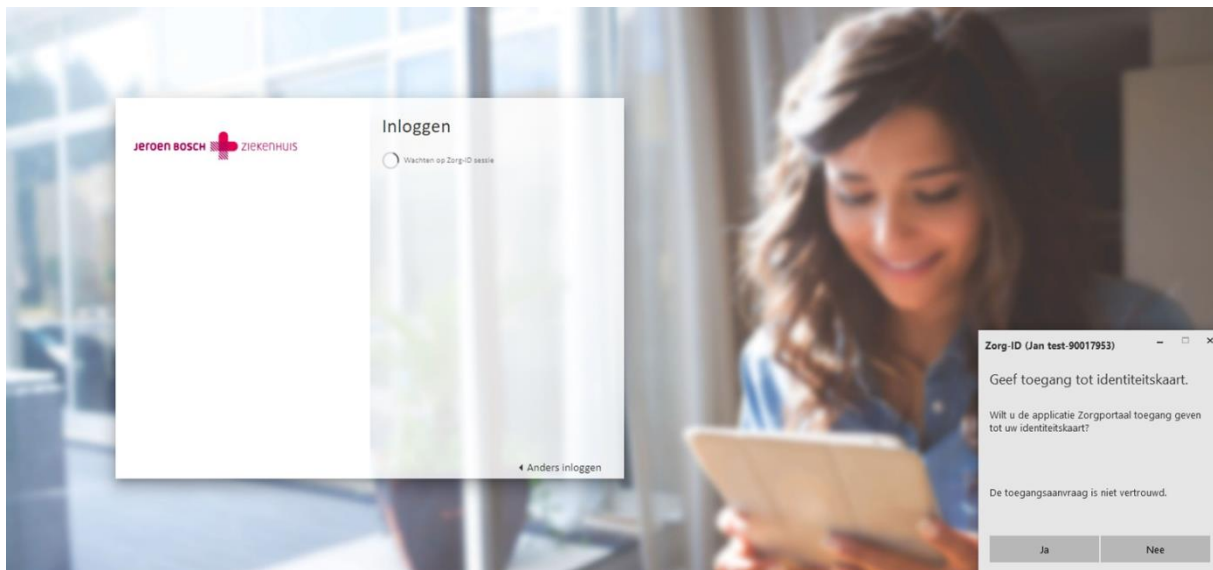 JEROEN BOSCH ZIEKENHUIS
Inloggen
Wachten op Zorg-ID sessie
Anders inloggen
Zorg-ID (Jan test-90017953)
Geef toegang tot identiteitskaart.
Wilt u de applicatie Zorgportaal toegang geven
tot uw identiteitskaart?
De toegangsaanvraag is niet vertrouwd.
Ja Nee